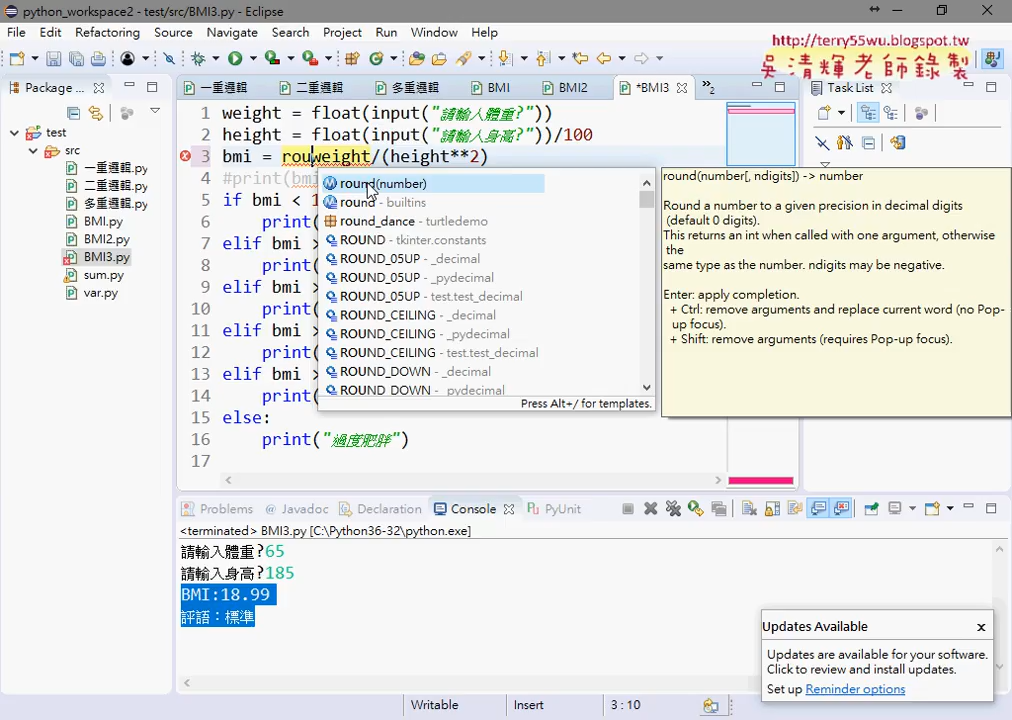 python_workspace2 - test/src/BMI3.py - Eclipse
File Edit Refactoring Source Navigate Search Project Run Window Help
http://terry55wu.blogspot.tw
吳清輝老師錄製
Package ...
一重邏輯 二重邏輯 多重邏輯 BMI BMI2 *BMI3 »2
Task List
test
src
一重邏輯.py
二重邏輯.py
多重邏輯.py
BMI.py
BMI2.py
BMI3.py
sum.py
var.py
1 weight = float(input("請輸入體重?"))
2 height = float(input("請輸入身高?"))/100
3 bmi = rouweight/(height**2)
4 #print(bmi
5 if bmi < 1
6 print(
7 elif bmi >
8 print(
9 elif bmi >
10 print(
11 elif bmi >
12 print(
13 elif bmi >
14 print(
15 else:
16 print("過度肥胖")
17
round(number)
round - builtins
round_dance - turtledemo
ROUND - tkinter.constants
ROUND_05UP - _decimal
ROUND_05UP - _pydecimal
ROUND_05UP - test.test_decimal
ROUND_CEILING - _decimal
ROUND_CEILING - _pydecimal
ROUND_CEILING - test.test_decimal
ROUND_DOWN - _decimal
ROUND_DOWN - _pydecimal
Press Alt+/ for templates.
round(number[, ndigits]) -> number
Round a number to a given precision in decimal digits
(default 0 digits).
This returns an int when called with one argument, otherwise
the
same type as the number. ndigits may be negative.
Enter: apply completion.
+ Ctrl: remove arguments and replace current word (no Pop-
up focus).
+ Shift: remove arguments (requires Pop-up focus).
Problems @ Javadoc Declaration Console PyUnit
<terminated> BMI3.py [C:\Python36-32\python.exe]
請輸入體重?65
請輸入身高?185
BMI:18.99
評語：標準
Updates Available x
Updates are available for your software.
Click to review and install updates.
Set up Reminder options
Writable Insert 3 : 10